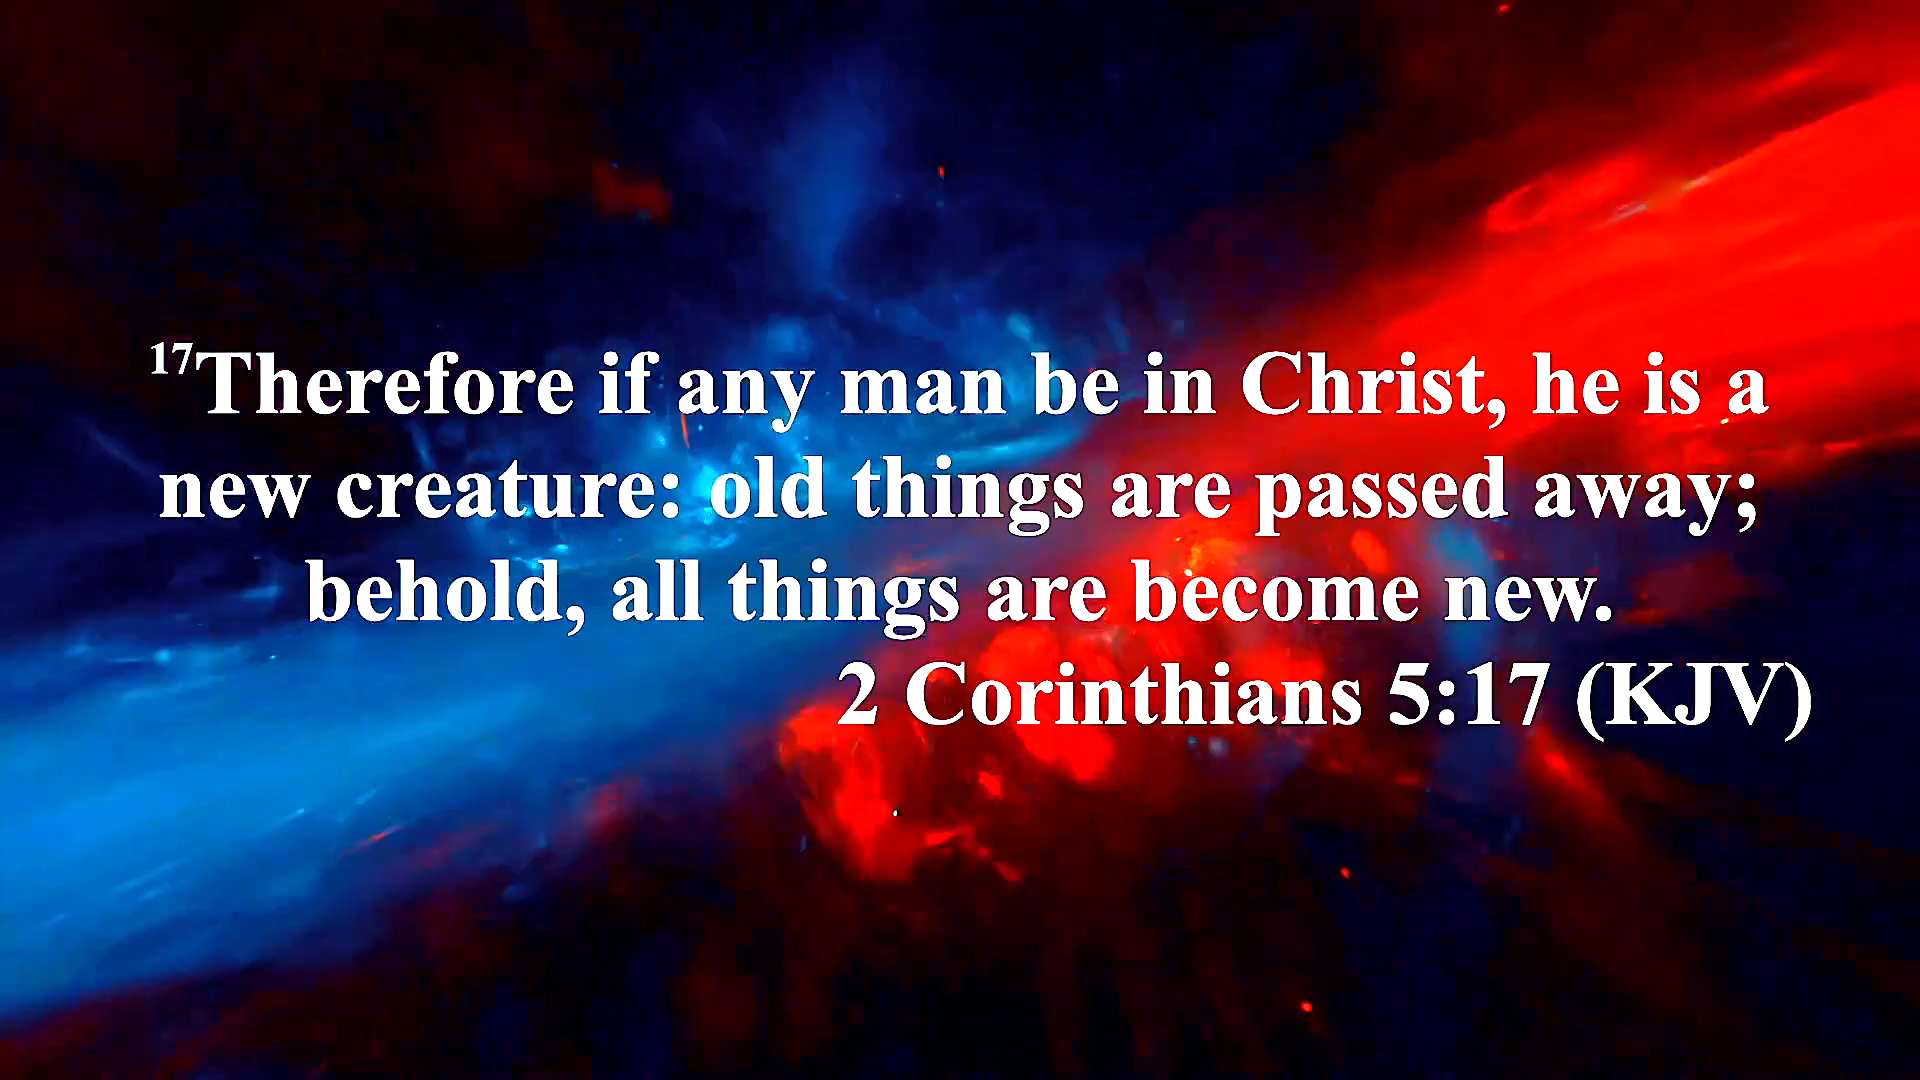 17Therefore if any man be in Christ, he is a
new creature: old things are passed away;
behold, all things are become new.
2 Corinthians 5:17 (KJV)